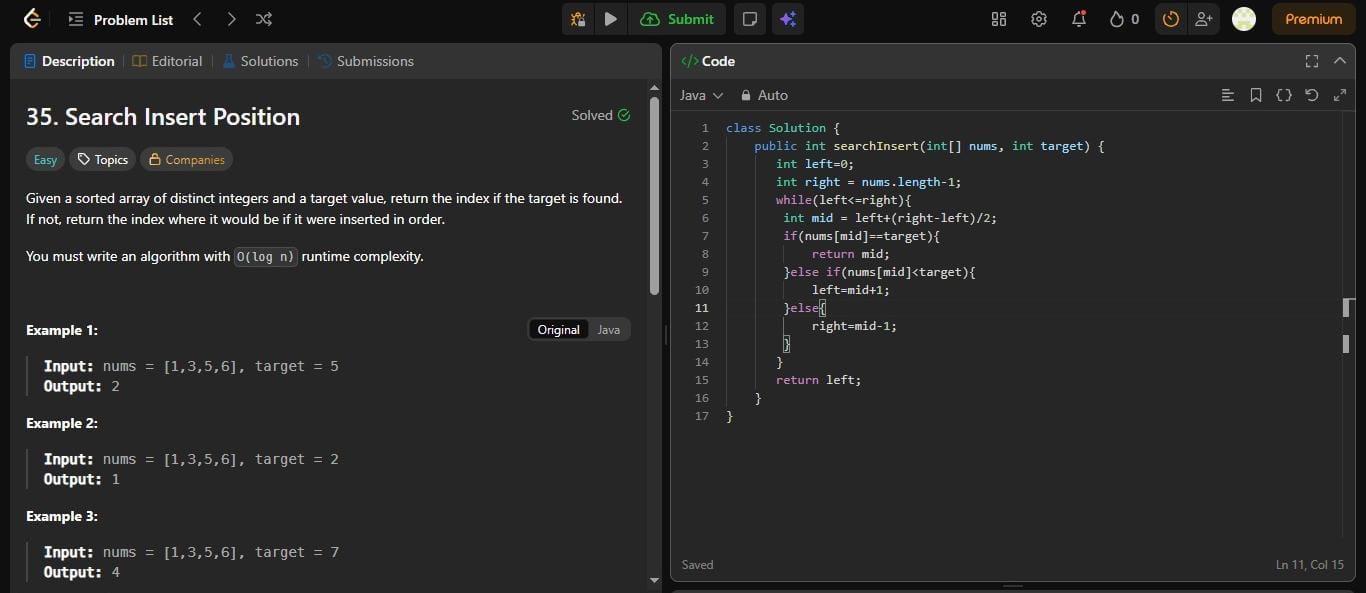 Problem List
Submit
0
Premium
Description
Editorial
Solutions
Submissions
35. Search Insert Position
Solved
Easy
Topics
Companies
Given a sorted array of distinct integers and a target value, return the index if the target is found.
If not, return the index where it would be if it were inserted in order.
You must write an algorithm with O(log n) runtime complexity.
Example 1:
Original
Java
Input: nums = [1,3,5,6], target = 5
Output: 2
Example 2:
Input: nums = [1,3,5,6], target = 2
Output: 1
Example 3:
Input: nums = [1,3,5,6], target = 7
Output: 4
</> Code
Java
Auto
1 class Solution {
2     public int searchInsert(int[] nums, int target) {
3        int left=0;
4        int right = nums.length-1;
5        while(left<=right){
6         int mid = left+(right-left)/2;
7         if(nums[mid]==target){
8             return mid;
9         }else if(nums[mid]<target){
10             left=mid+1;
11         }else{
12             right=mid-1;
13         }
14        }
15        return left;
16     }
17 }
Saved
Ln 11, Col 15